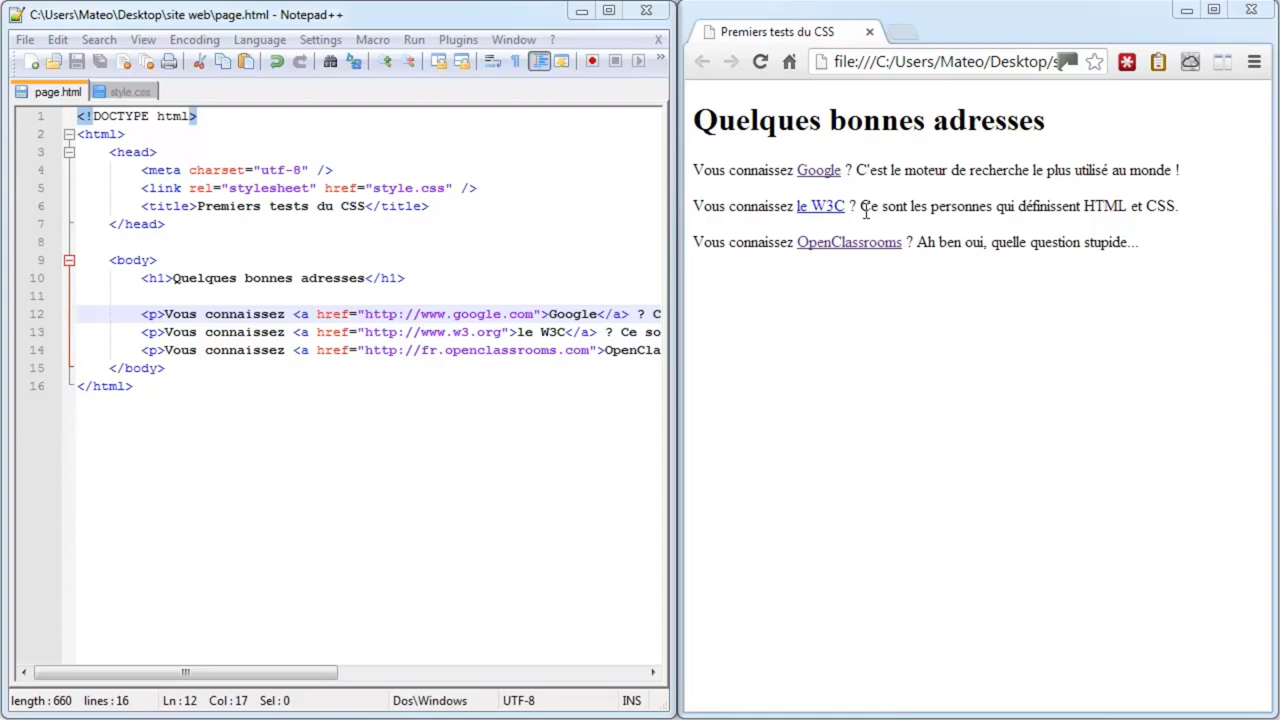 C:\Users\Mateo\Desktop\site web\page.html - Notepad++
File Edit Search View Encoding Language Settings Macro Run Plugins Window ? X
page.html style.css
1 <!DOCTYPE html>
2 <html>
3 <head>
4 <meta charset="utf-8" />
5 <link rel="stylesheet" href="style.css" />
6 <title>Premiers tests du CSS</title>
7 </head>
8
9 <body>
10 <h1>Quelques bonnes adresses</h1>
11
12 <p>Vous connaissez <a href="http://www.google.com">Google</a> ? C
13 <p>Vous connaissez <a href="http://www.w3.org">le W3C</a> ? Ce so
14 <p>Vous connaissez <a href="http://fr.openclassrooms.com">OpenCla
15 </body>
16 </html>
length : 660 lines : 16 Ln : 12 Col : 17 Sel : 0 Dos\Windows UTF-8 INS
Premiers tests du CSS
file:///C:/Users/Mateo/Desktop/s
Quelques bonnes adresses
Vous connaissez Google ? C'est le moteur de recherche le plus utilisé au monde !
Vous connaissez le W3C ? Ce sont les personnes qui définissent HTML et CSS.
Vous connaissez OpenClassrooms ? Ah ben oui, quelle question stupide...